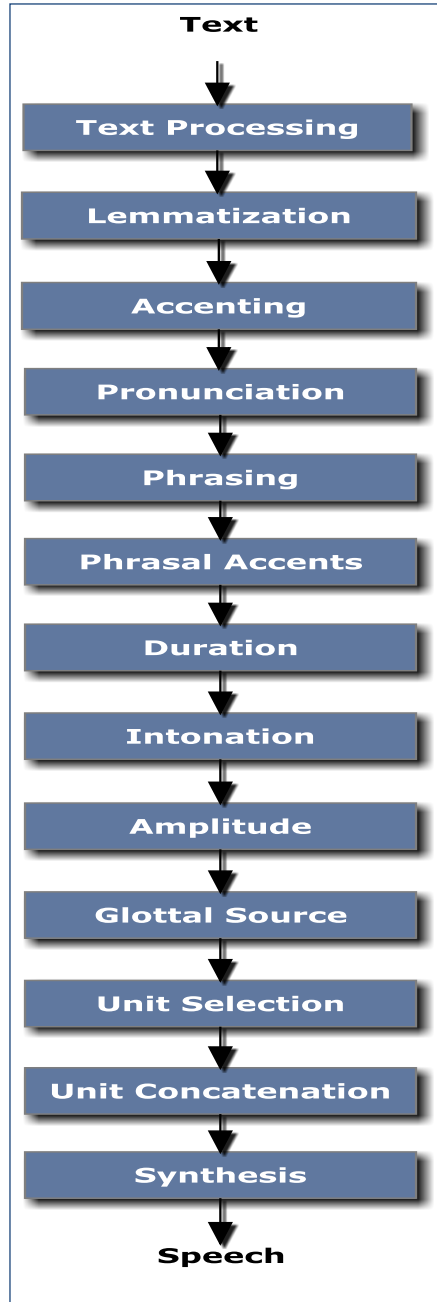 Text
Text Processing
Lemmatization
Accenting
Pronunciation
Phrasing
Phrasal Accents
Duration
Intonation
Amplitude
Glottal Source
Unit Selection
Unit Concatenation
Synthesis
Speech